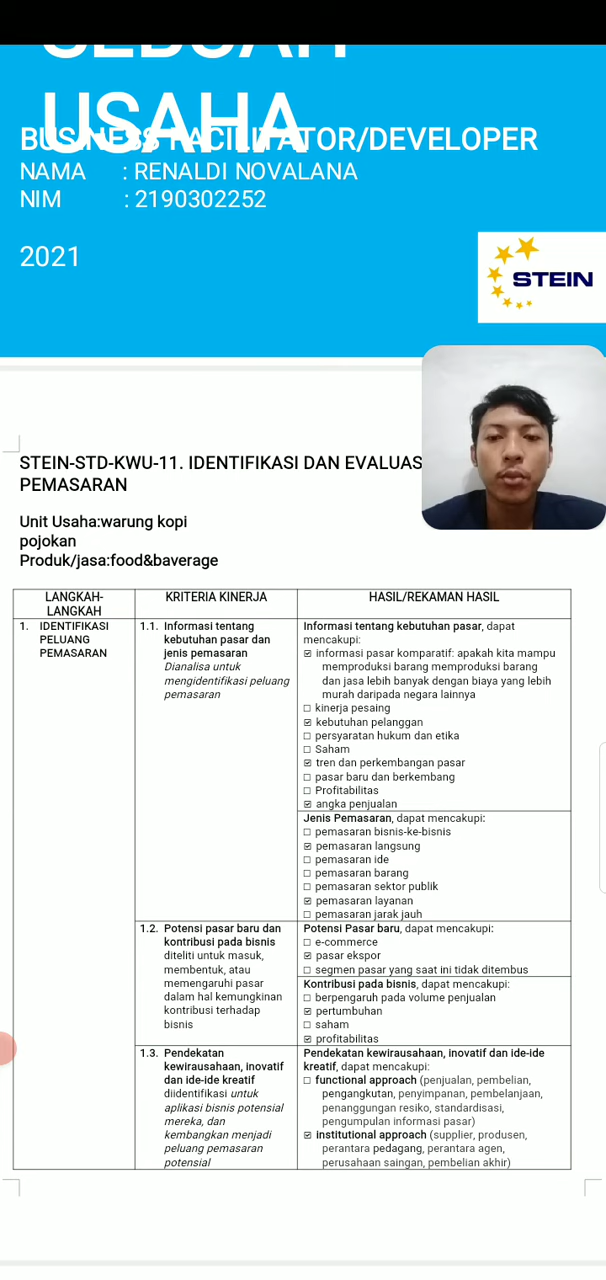 SEBUAH
USAHA
BUSINESS FACILITATOR/DEVELOPER
NAMA : RENALDI NOVALANA
NIM : 2190302252
2021
STEIN
STEIN-STD-KWU-11. IDENTIFIKASI DAN EVALUAS
PEMASARAN
Unit Usaha:warung kopi
pojokan
Produk/jasa:food&baverage
LANGKAH-
LANGKAH
KRITERIA KINERJA
HASIL/REKAMAN HASIL
1. IDENTIFIKASI
PELUANG
PEMASARAN
1.1. Informasi tentang
kebutuhan pasar dan
jenis pemasaran
Dianalisa untuk
mengidentifikasi peluang
pemasaran
Informasi tentang kebutuhan pasar, dapat
mencakupi:
☑ informasi pasar komparatif: apakah kita mampu
memproduksi barang memproduksi barang
dan jasa lebih banyak dengan biaya yang lebih
murah daripada negara lainnya
☐ kinerja pesaing
☑ kebutuhan pelanggan
☐ persyaratan hukum dan etika
☐ Saham
☑ tren dan perkembangan pasar
☐ pasar baru dan berkembang
☐ Profitabilitas
☑ angka penjualan
Jenis Pemasaran, dapat mencakupi:
☐ pemasaran bisnis-ke-bisnis
☑ pemasaran langsung
☐ pemasaran ide
☐ pemasaran barang
☐ pemasaran sektor publik
☑ pemasaran layanan
☐ pemasaran jarak jauh
1.2. Potensi pasar baru dan
kontribusi pada bisnis
diteliti untuk masuk,
membentuk, atau
memengaruhi pasar
dalam hal kemungkinan
kontribusi terhadap
bisnis
Potensi Pasar baru, dapat mencakupi:
☐ e-commerce
☑ pasar ekspor
☐ segmen pasar yang saat ini tidak ditembus
Kontribusi pada bisnis, dapat mencakupi:
☐ berpengaruh pada volume penjualan
☑ pertumbuhan
☐ saham
☑ profitabilitas
1.3. Pendekatan
kewirausahaan, inovatif
dan ide-ide kreatif
diidentifikasi untuk
aplikasi bisnis potensial
mereka, dan
kembangkan menjadi
peluang pemasaran
potensial
Pendekatan kewirausahaan, inovatif dan ide-ide
kreatif, dapat mencakupi:
☐ functional approach (penjualan, pembelian,
pengangkutan, penyimpanan, pembelanjaan,
penanggungan resiko, standardisasi,
pengumpulan informasi pasar)
☑ institutional approach (supplier, produsen,
perantara pedagang, perantara agen,
perusahaan saingan, pembelian akhir)